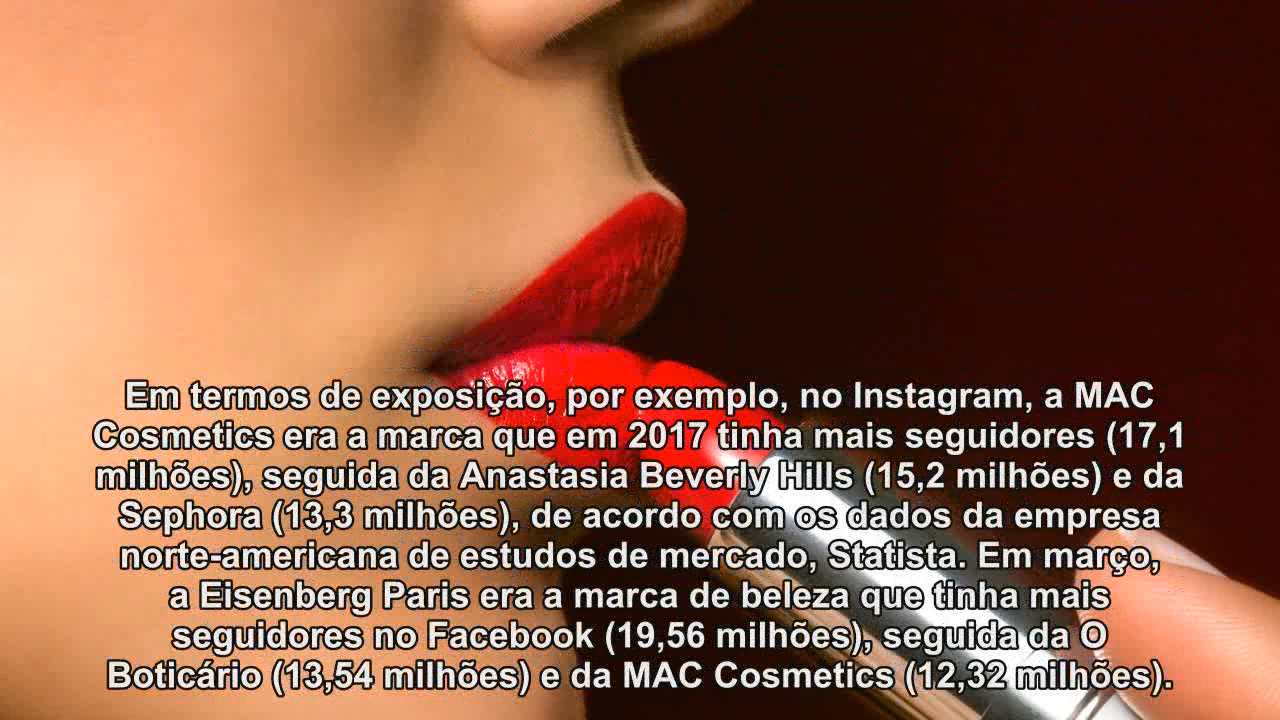 Em termos de exposição, por exemplo, no Instagram, a MAC
Cosmetics era a marca que em 2017 tinha mais seguidores (17,1
milhões), seguida da Anastasia Beverly Hills (15,2 milhões) e da
Sephora (13,3 milhões), de acordo com os dados da empresa
norte-americana de estudos de mercado, Statista. Em março,
a Eisenberg Paris era a marca de beleza que tinha mais
seguidores no Facebook (19,56 milhões), seguida da O
Boticário (13,54 milhões) e da MAC Cosmetics (12,32 milhões).